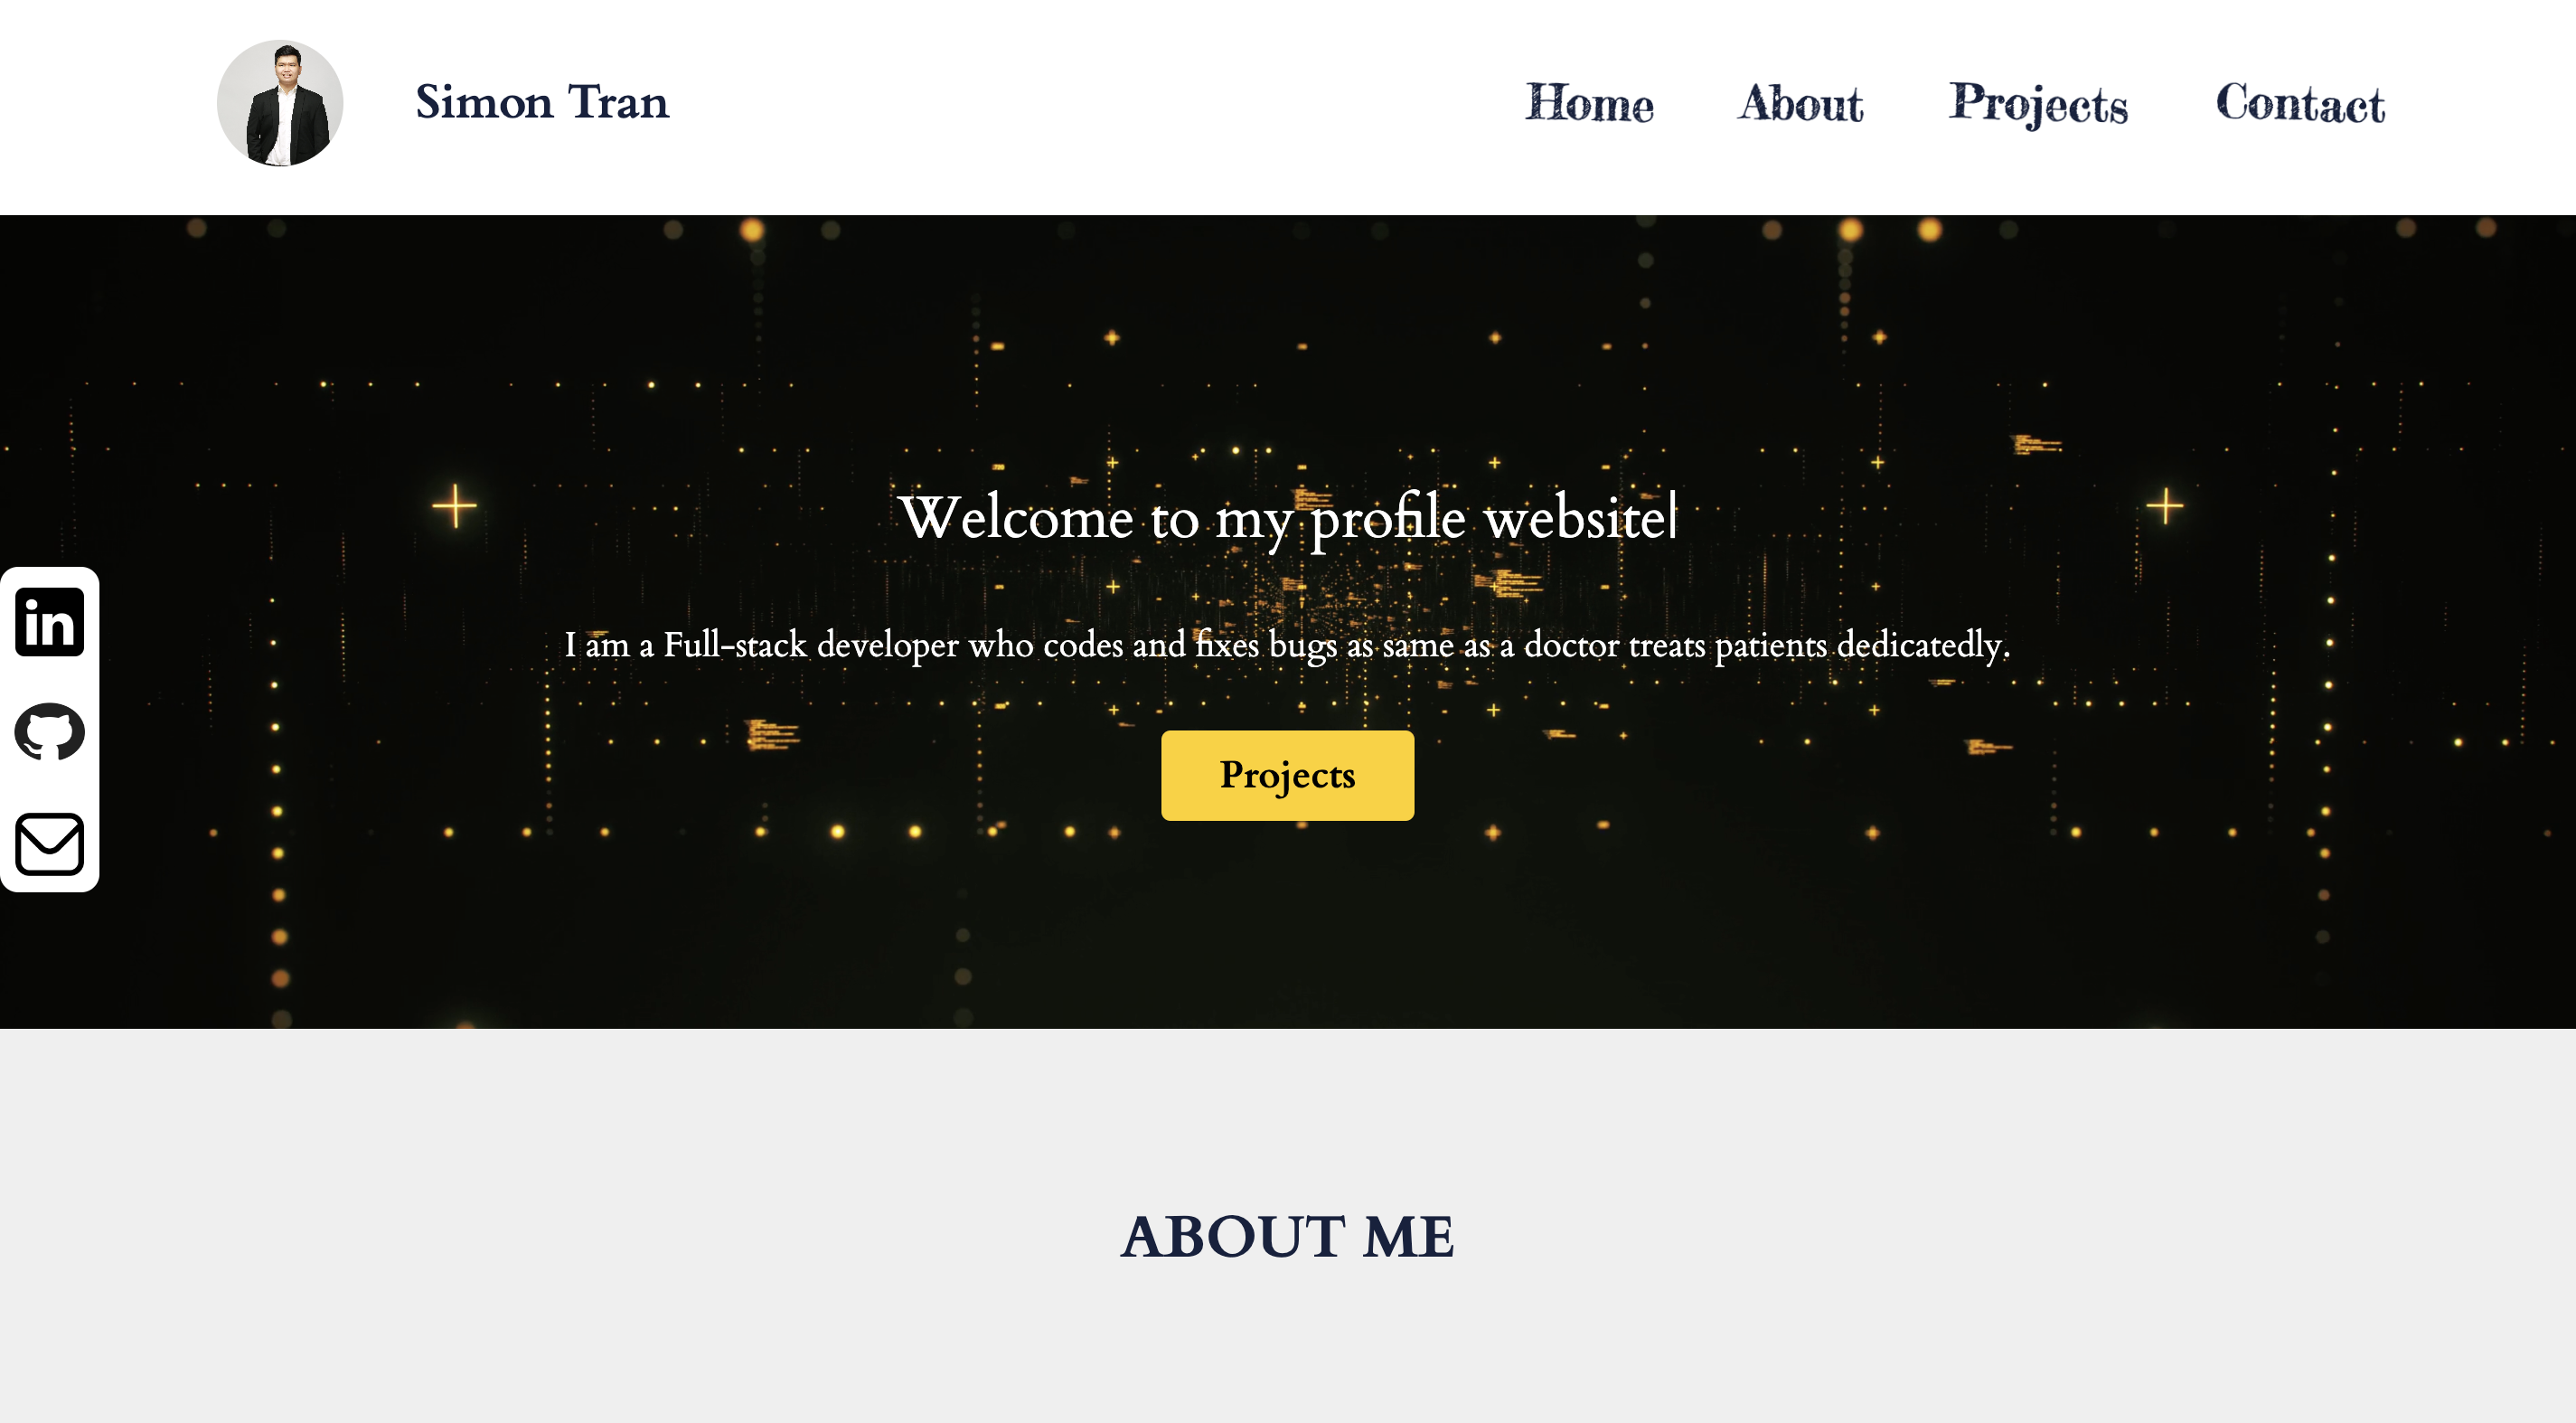 Simon Tran
Home About Projects Contact
Welcome to my profile website|
I am a Full-stack developer who codes and fixes bugs as same as a doctor treats patients dedicatedly.
in
Projects
ABOUT ME